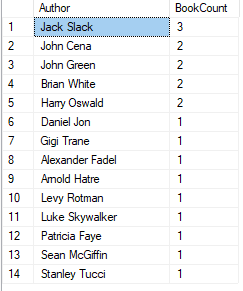 Author BookCount
1 Jack Slack 3
2 John Cena 2
3 John Green 2
4 Brian White 2
5 Harry Oswald 2
6 Daniel Jon 1
7 Gigi Trane 1
8 Alexander Fadel 1
9 Arnold Hatre 1
10 Levy Rotman 1
11 Luke Skywalker 1
12 Patricia Faye 1
13 Sean McGiffin 1
14 Stanley Tucci 1